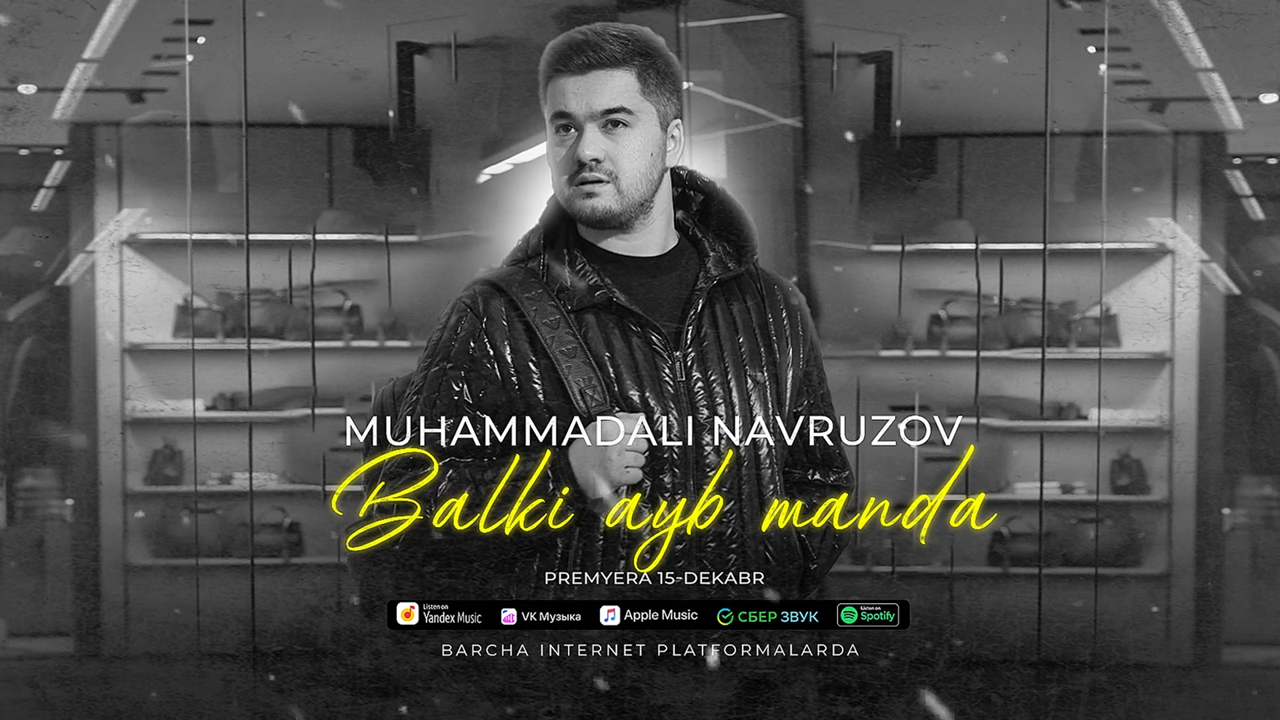 MUHAMMADALI NAVRUZOV
Balki ayb manda
PREMYERA 15-DEKABR
Listen on Yandex Music VK Музыка Apple Music СБЕР ЗВУК Listen on Spotify
BARCHA INTERNET PLATFORMALARDA